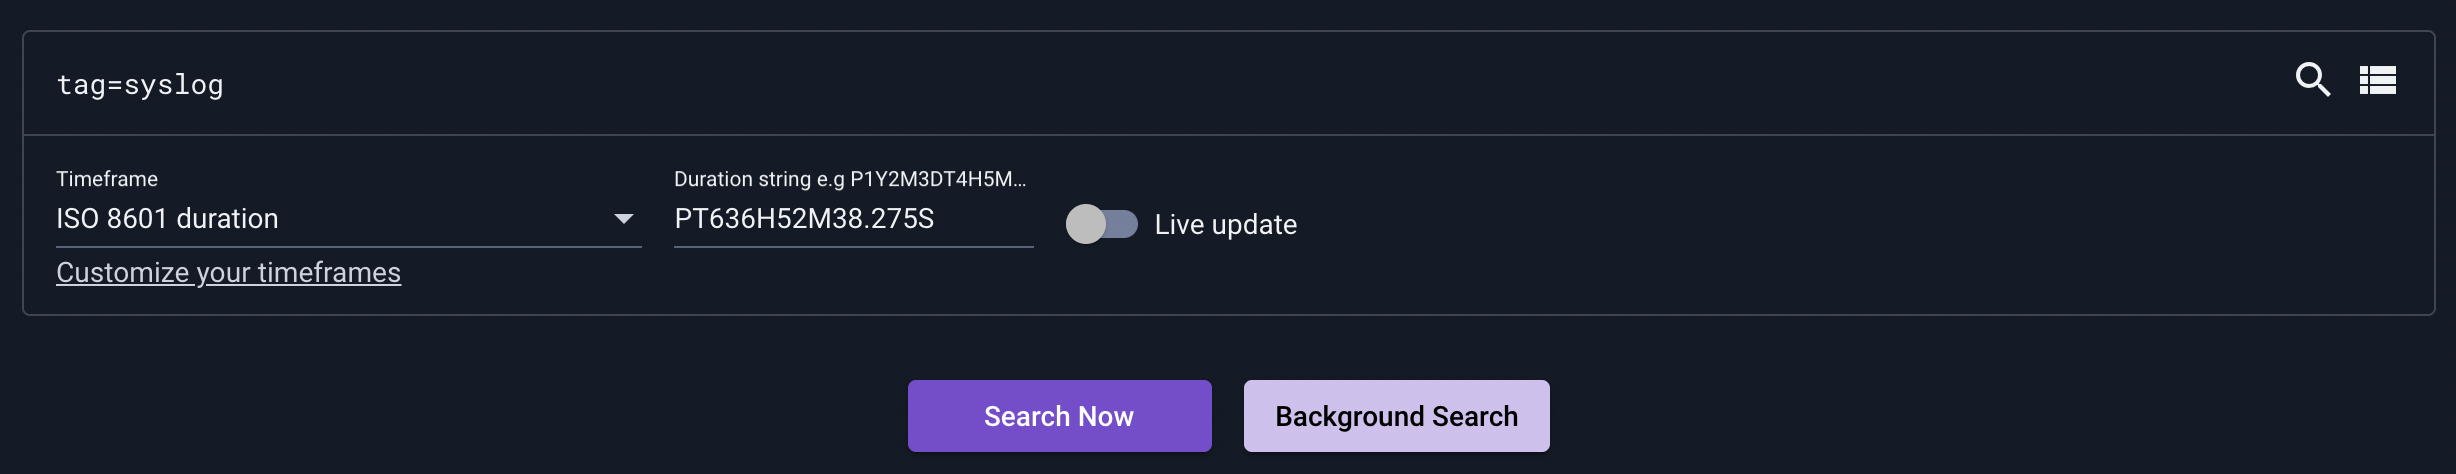 tag=syslog
Timeframe
ISO 8601 duration
Customize your timeframes
Duration string e.g P1Y2M3DT4H5M...
PT636H52M38.275S
Live update
Search Now
Background Search